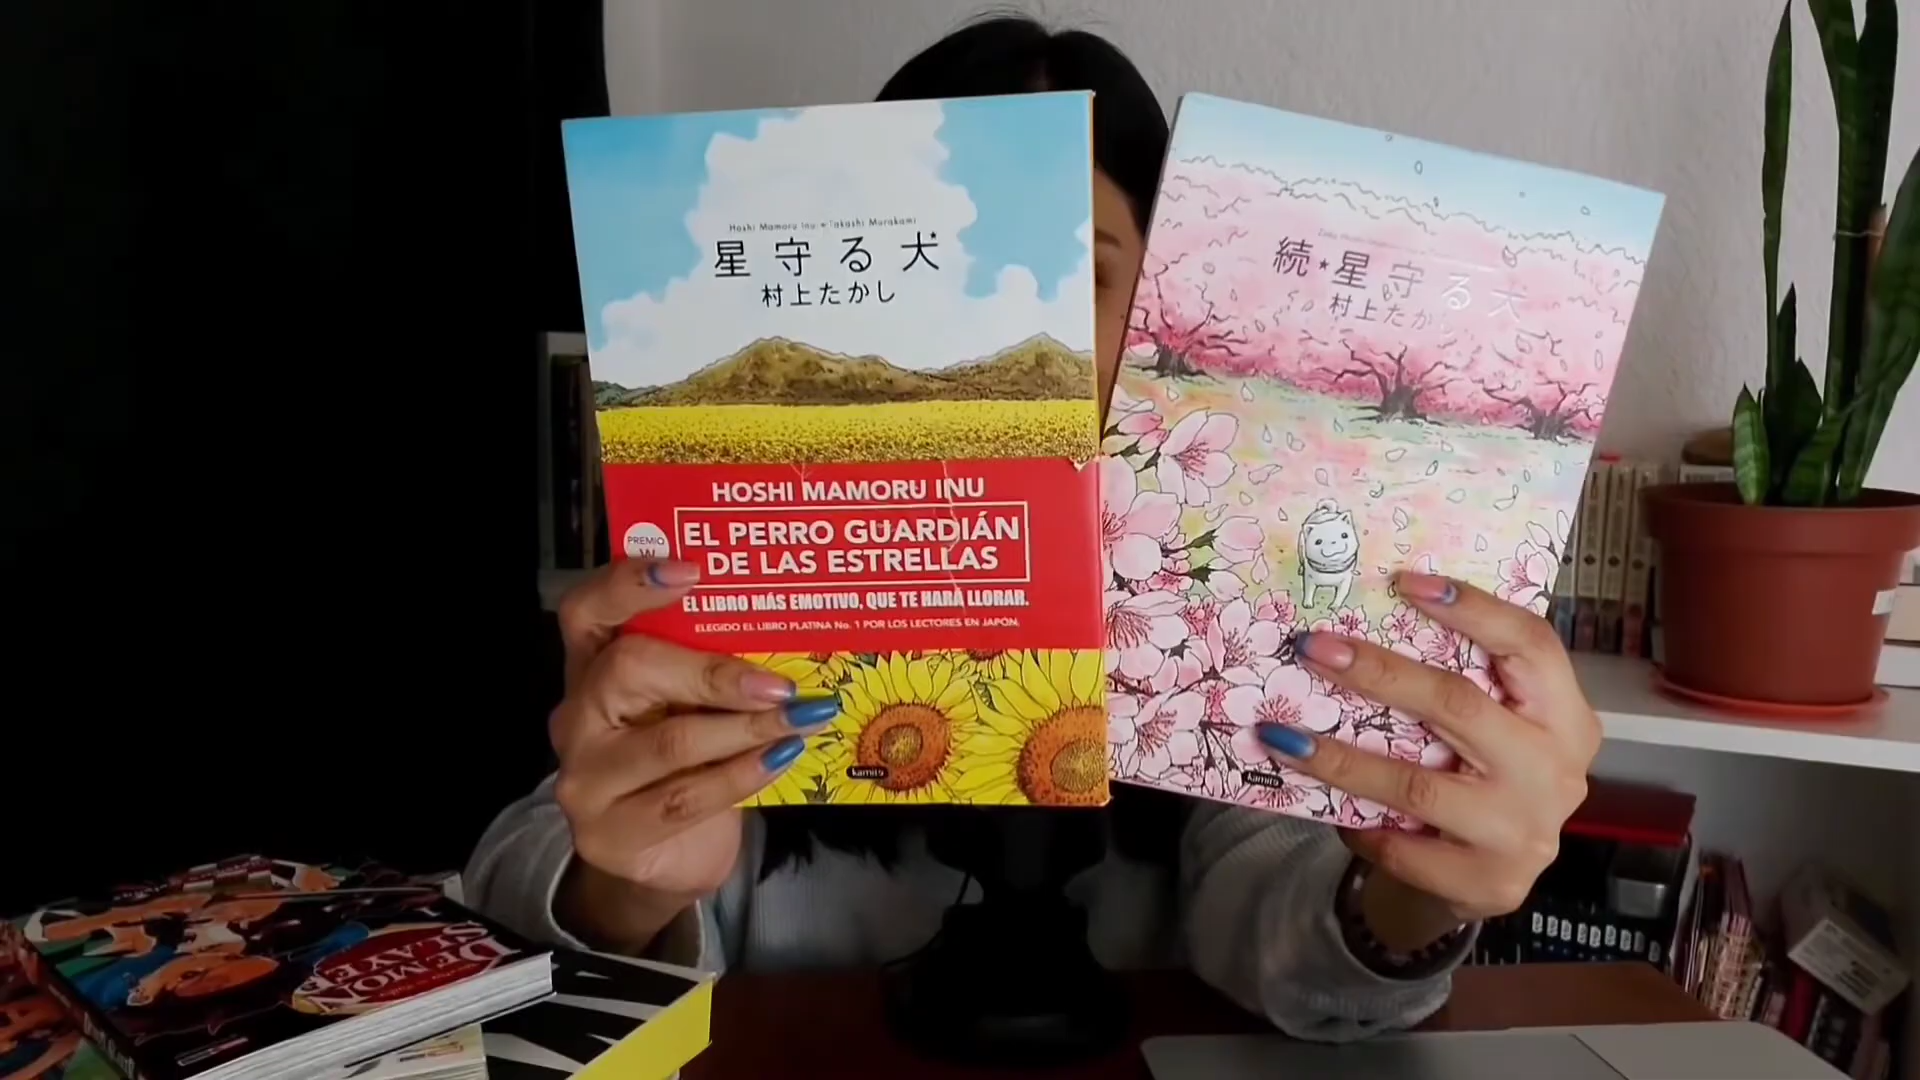 Hoshi Mamoru Inu Takashi Murakami
星守る犬
村上たかし
HOSHI MAMORU INU
PREMIO
W
EL PERRO GUARDIÁN
DE LAS ESTRELLAS
EL LIBRO MÁS EMOTIVO, QUE TE HARÁ LLORAR.
ELEGIDO EL LIBRO PLATINA No. 1 POR LOS LECTORES EN JAPÓN.
kamite
続★星守る犬
村上たかし
kamite
DEMON
SLAYER